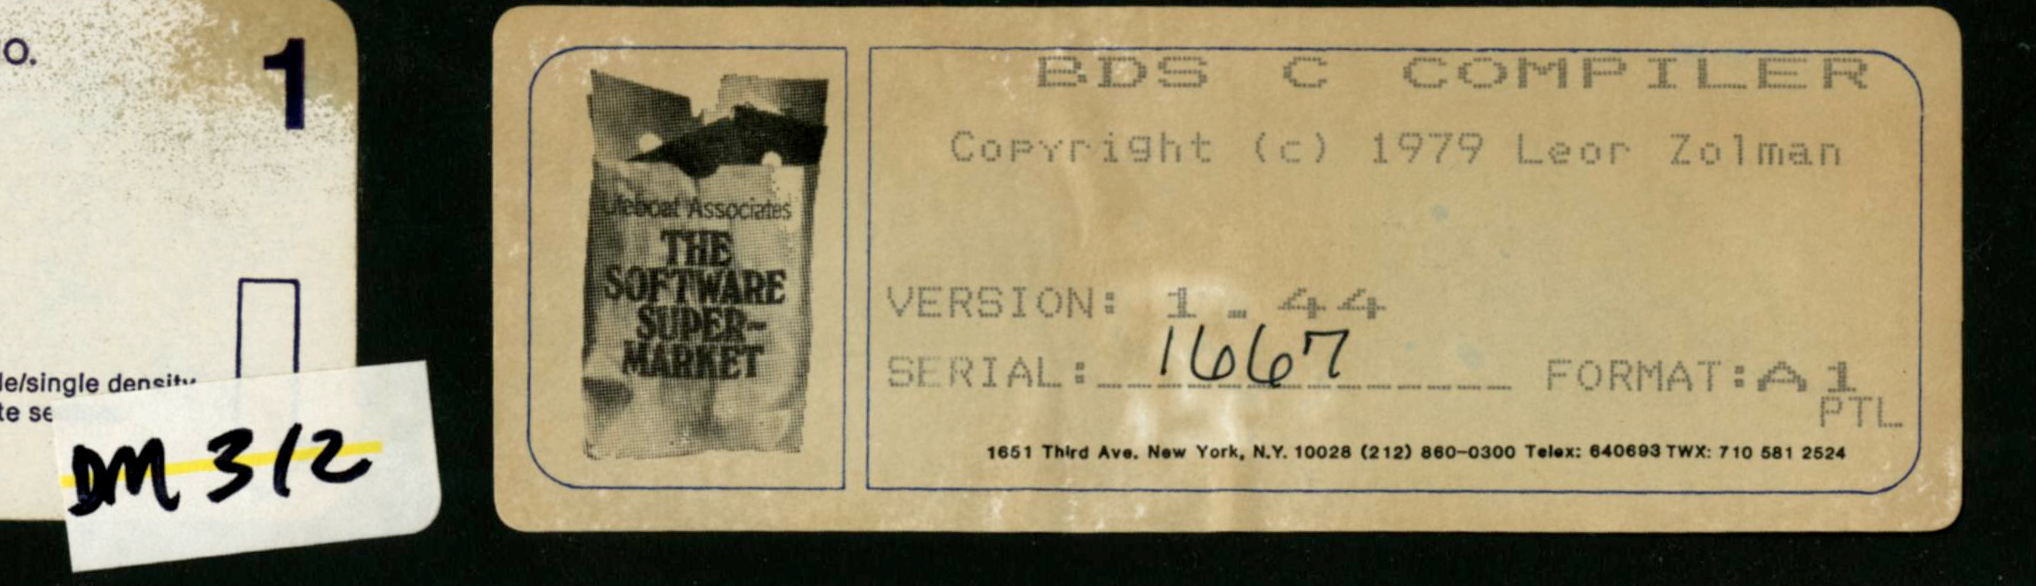 o.
1
le/single density
te se
DM 312
Lifeboat Associates
THE
SOFTWARE
SUPER-
MARKET
BDS C COMPILER
Copyright (c) 1979 Leor Zolman
VERSION: 1.44
SERIAL: 1667 FORMAT: A1
PTL
1651 Third Ave. New York, N.Y. 10028 (212) 860-0300 Telex: 640693 TWX: 710 581 2524